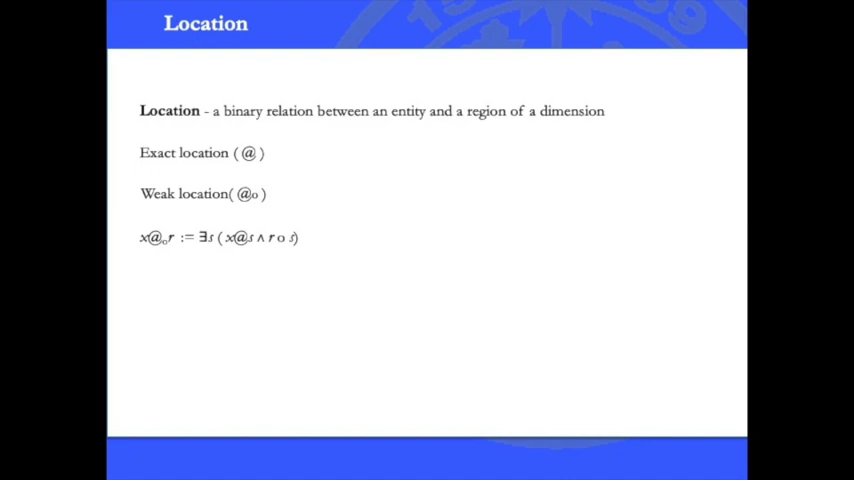 Location
Location - a binary relation between an entity and a region of a dimension
Exact location ( @ )
Weak location( @o )
x@ₒr := ∃s ( x@s ∧ r o s)